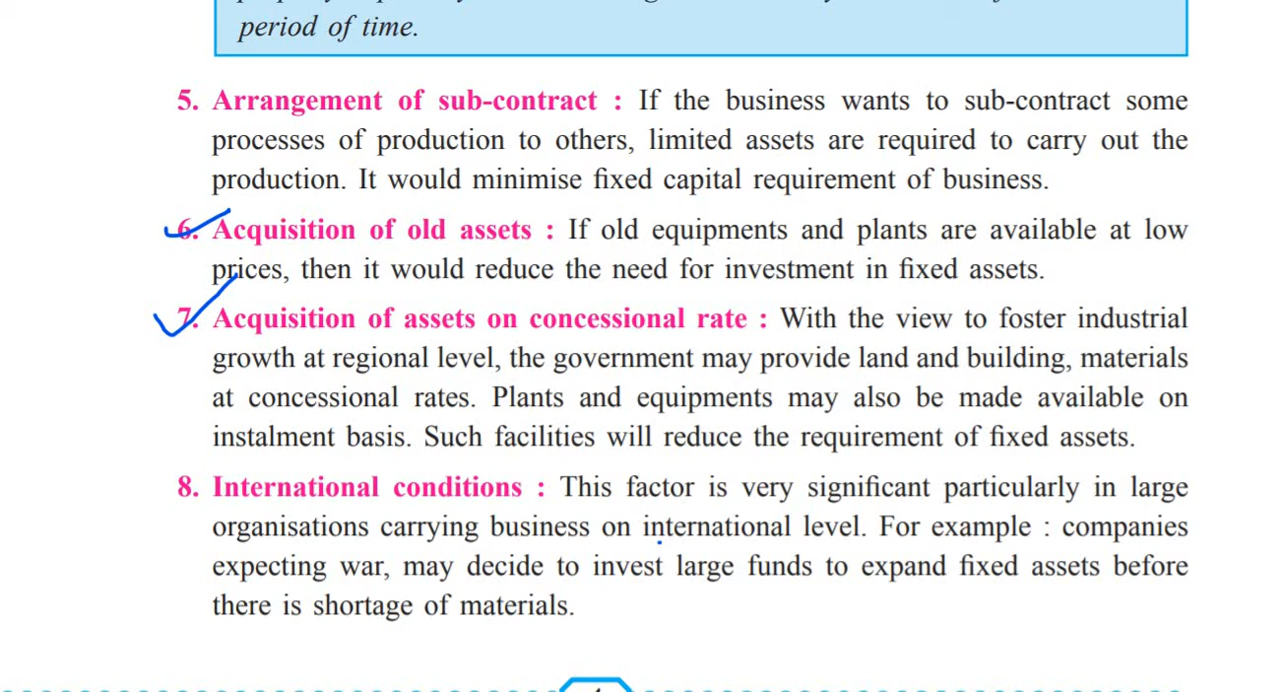 period of time.
5. Arrangement of sub-contract : If the business wants to sub-contract some
processes of production to others, limited assets are required to carry out the
production. It would minimise fixed capital requirement of business.
6. Acquisition of old assets : If old equipments and plants are available at low
prices, then it would reduce the need for investment in fixed assets.
7. Acquisition of assets on concessional rate : With the view to foster industrial
growth at regional level, the government may provide land and building, materials
at concessional rates. Plants and equipments may also be made available on
instalment basis. Such facilities will reduce the requirement of fixed assets.
8. International conditions : This factor is very significant particularly in large
organisations carrying business on international level. For example : companies
expecting war, may decide to invest large funds to expand fixed assets before
there is shortage of materials.